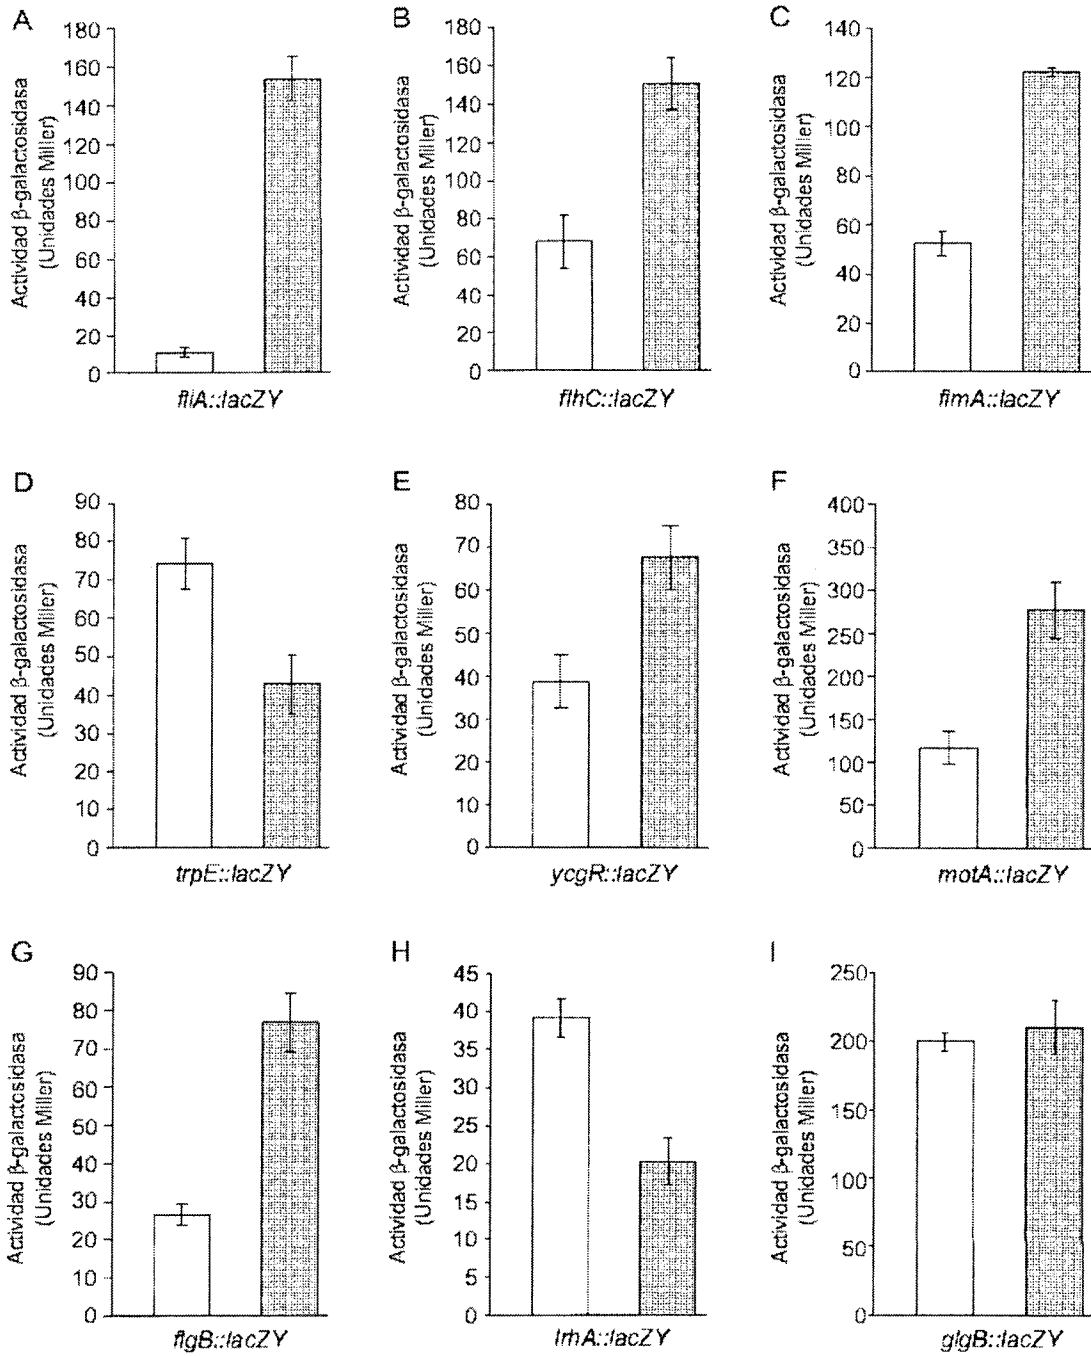 A
Actividad β-galactosidasa
(Unidades Miller)
180
160
140
120
100
80
60
40
20
0
fliA::lacZY
B
Actividad β-galactosidasa
(Unidades Miller)
180
160
140
120
100
80
60
40
20
0
flhC::lacZY
C
Actividad β-galactosidasa
(Unidades Miller)
140
120
100
80
60
40
20
0
fimA::lacZY
D
Actividad β-galactosidasa
(Unidades Miller)
90
80
70
60
50
40
30
20
10
0
trpE::lacZY
E
Actividad β-galactosidasa
(Unidades Miller)
80
70
60
60
40
30
40
20
0
ycgR::lacZY
F
Actividad β-galactosidasa
(Unidades Miller)
400
350
300
250
200
150
100
50
0
motA::lacZY
G
Actividad β-galactosidasa
(Unidades Miller)
90
80
70
60
50
40
30
20
10
0
flgB::lacZY
H
Actividad β-galactosidasa
(Unidades Miller)
45
40
35
30
25
20
15
10
5
0
lrhA::lacZY
I
Actividad β-galactosidasa
(Unidades Miller)
250
200
150
100
50
0
glgB::lacZY